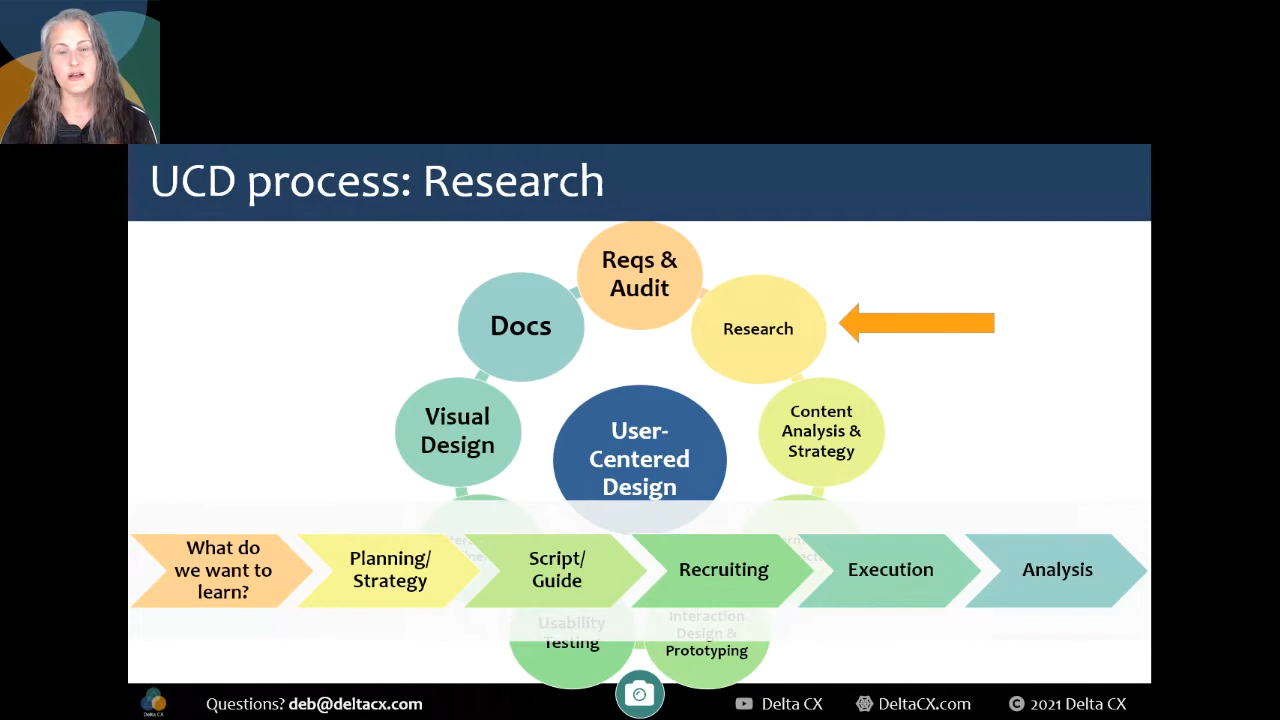 UCD process: Research
Reqs &
Audit
Docs
Research
Visual
Design
Content
Analysis &
Strategy
User-
Centered
Design
What do
we want to
learn?
Planning/
Strategy
Script/
Guide
Recruiting
Execution
Analysis
Usability
Testing
Interaction
Design &
Prototyping
Delta CX
Questions? deb@deltacx.com
Delta CX
DeltaCX.com
© 2021 Delta CX